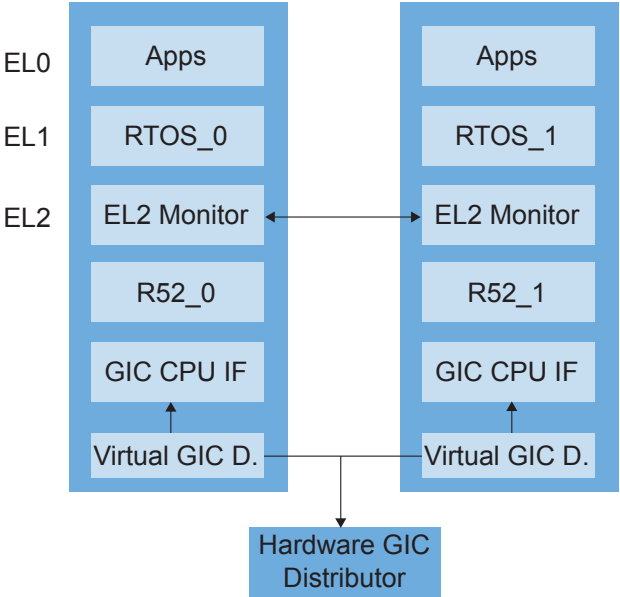 EL0
Apps
Apps
EL1
RTOS_0
RTOS_1
EL2
EL2 Monitor
EL2 Monitor
R52_0
R52_1
GIC CPU IF
GIC CPU IF
Virtual GIC D.
Virtual GIC D.
Hardware GIC
Distributor